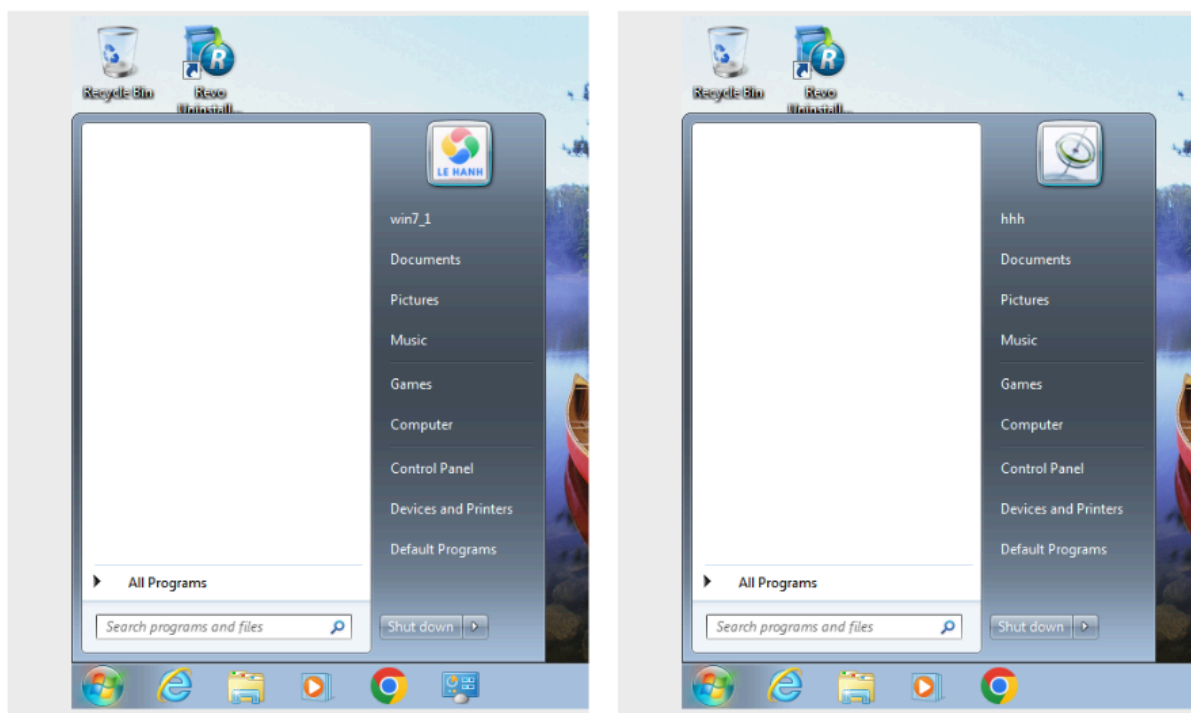 Recycle Bin
Revo
Uninstall...
LE HANH
win7_1
Documents
Pictures
Music
Games
Computer
Control Panel
Devices and Printers
Default Programs
All Programs
Search programs and files
Shut down
Recycle Bin
Revo
Uninstall...
hhh
Documents
Pictures
Music
Games
Computer
Control Panel
Devices and Printers
Default Programs
All Programs
Search programs and files
Shut down